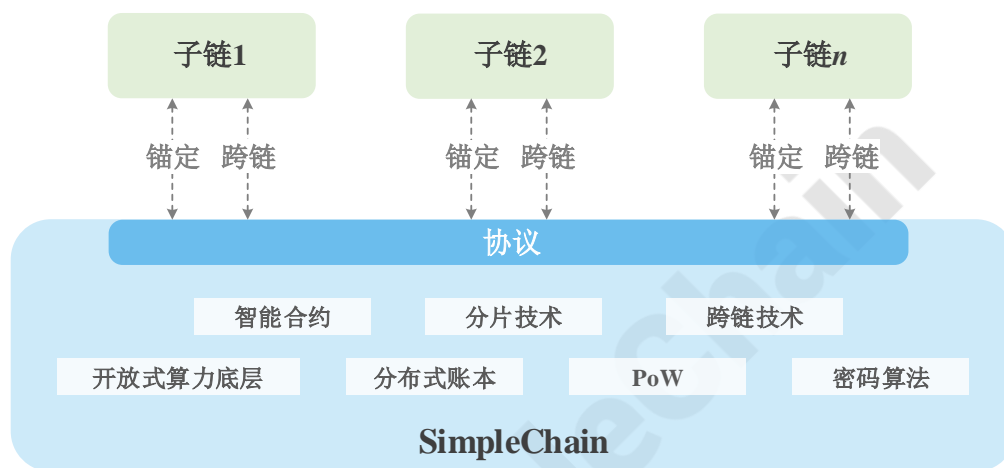 子链1 子链2 子链n
锚定 跨链 锚定 跨链 锚定 跨链
协议
智能合约 分片技术 跨链技术
开放式算力底层 分布式账本 PoW 密码算法
SimpleChain
SimpleChain